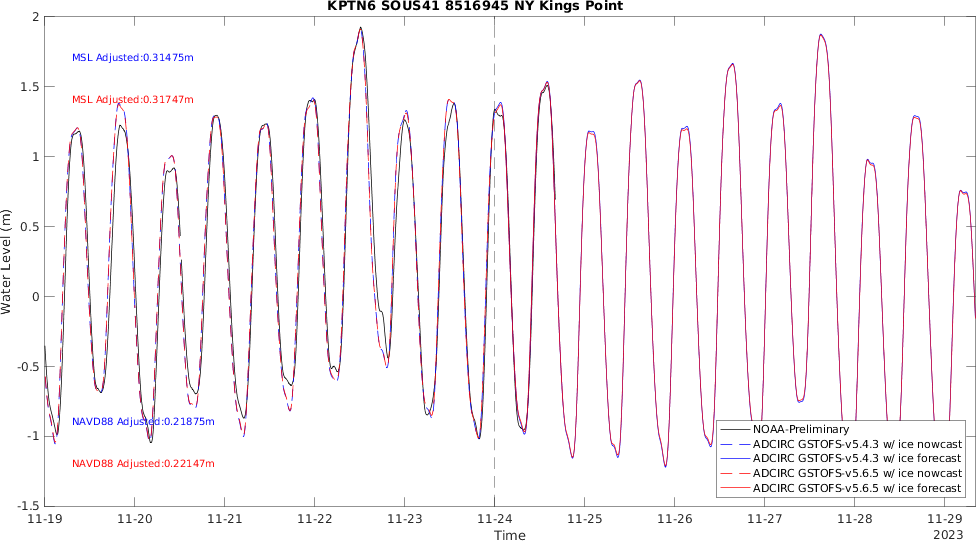 KPTN6 SOUS41 8516945 NY Kings Point
2
1.5
1
0.5
0
-0.5
-1
-1.5
Water Level (m)
MSL Adjusted:0.31475m
MSL Adjusted:0.31747m
NAVD88 Adjusted:0.21875m
NAVD88 Adjusted:0.22147m
NOAA-Preliminary
ADCIRC GSTOFS-v5.4.3 w/ ice nowcast
ADCIRC GSTOFS-v5.4.3 w/ ice forecast
ADCIRC GSTOFS-v5.6.5 w/ ice nowcast
ADCIRC GSTOFS-v5.6.5 w/ ice forecast
11-19 11-20 11-21 11-22 11-23 11-24 11-25 11-26 11-27 11-28 11-29
Time
2023